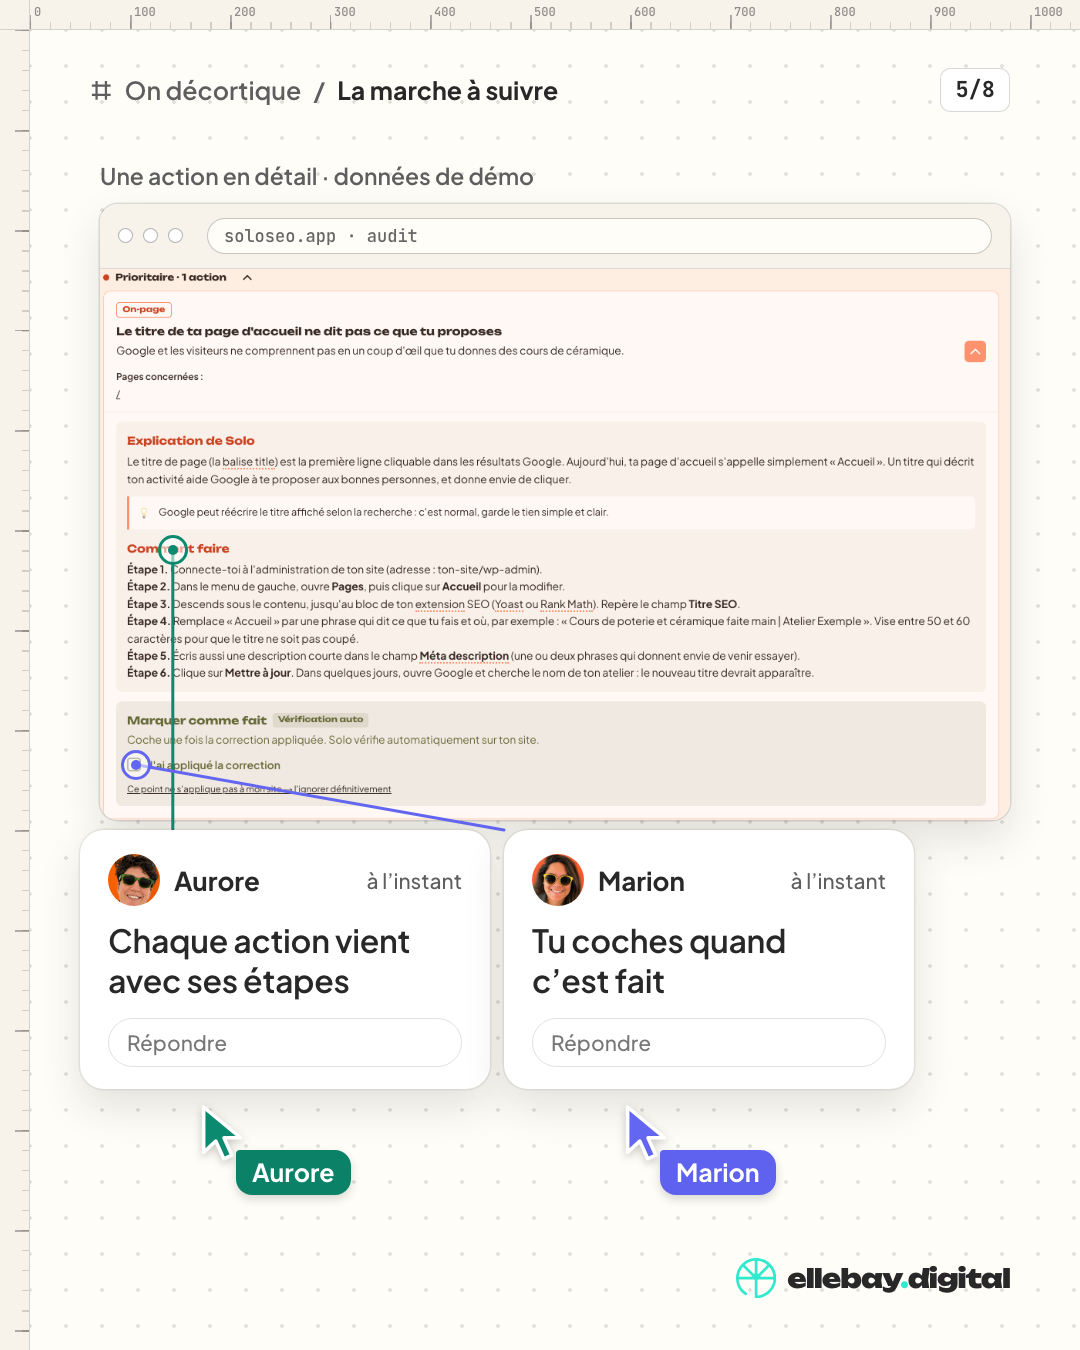 0 100 200 300 400 500 600 700 800 900 1000
On décortique / La marche à suivre
5/8
Une action en détail · données de démo
soloseo.app · audit
Prioritaire · 1 action
On-page
Le titre de ta page d'accueil ne dit pas ce que tu proposes
Google et les visiteurs ne comprennent pas en un coup d'œil que tu donnes des cours de céramique.
Pages concernées :
/
Explication de Solo
Le titre de page (la balise title) est la première ligne cliquable dans les résultats Google. Aujourd'hui, ta page d'accueil s'appelle simplement « Accueil ». Un titre qui décrit
ton activité aide Google à te proposer aux bonnes personnes, et donne envie de cliquer.
Google peut réécrire le titre affiché selon la recherche : c'est normal, garde le tien simple et clair.
Comment faire
Étape 1. Connecte-toi à l'administration de ton site (adresse : ton-site/wp-admin).
Étape 2. Dans le menu de gauche, ouvre Pages, puis clique sur Accueil pour la modifier.
Étape 3. Descends sous le contenu, jusqu'au bloc de ton extension SEO (Yoast ou Rank Math). Repère le champ Titre SEO.
Étape 4. Remplace « Accueil » par une phrase qui dit ce que tu fais et où, par exemple : « Cours de poterie et céramique faite main | Atelier Exemple ». Vise entre 50 et 60
caractères pour que le titre ne soit pas coupé.
Étape 5. Écris aussi une description courte dans le champ Méta description (une ou deux phrases qui donnent envie de venir essayer).
Étape 6. Clique sur Mettre à jour. Dans quelques jours, ouvre Google et cherche le nom de ton atelier : le nouveau titre devrait apparaître.
Marquer comme fait Vérification auto
Coche une fois la correction appliquée. Solo vérifie automatiquement sur ton site.
J'ai appliqué la correction
Ce point ne s'applique pas à mon site → l'ignorer définitivement
Aurore à l'instant
Chaque action vient
avec ses étapes
Répondre
Marion à l'instant
Tu coches quand
c'est fait
Répondre
Aurore
Marion
ellebay.digital